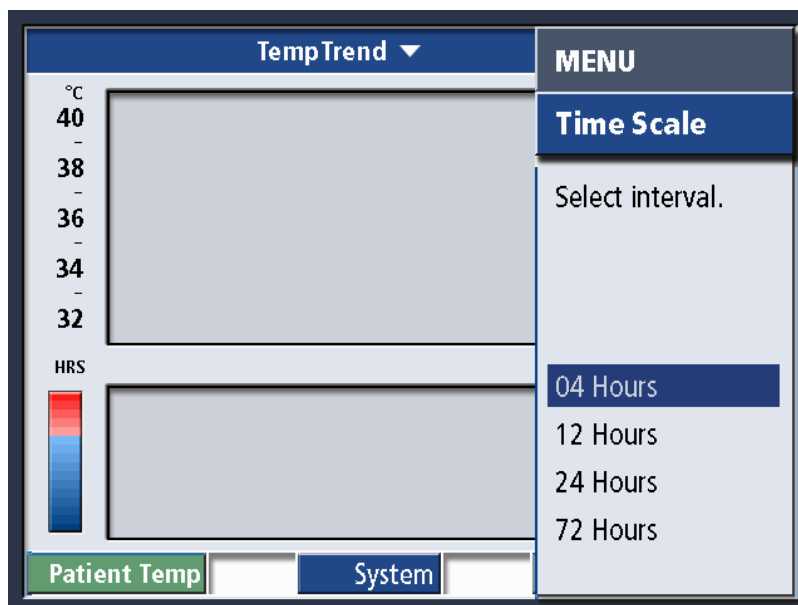 TempTrend ▼
°C
40
–
38
–
36
–
34
–
32
HRS
Patient Temp
System
MENU
Time Scale
Select interval.
04 Hours
12 Hours
24 Hours
72 Hours